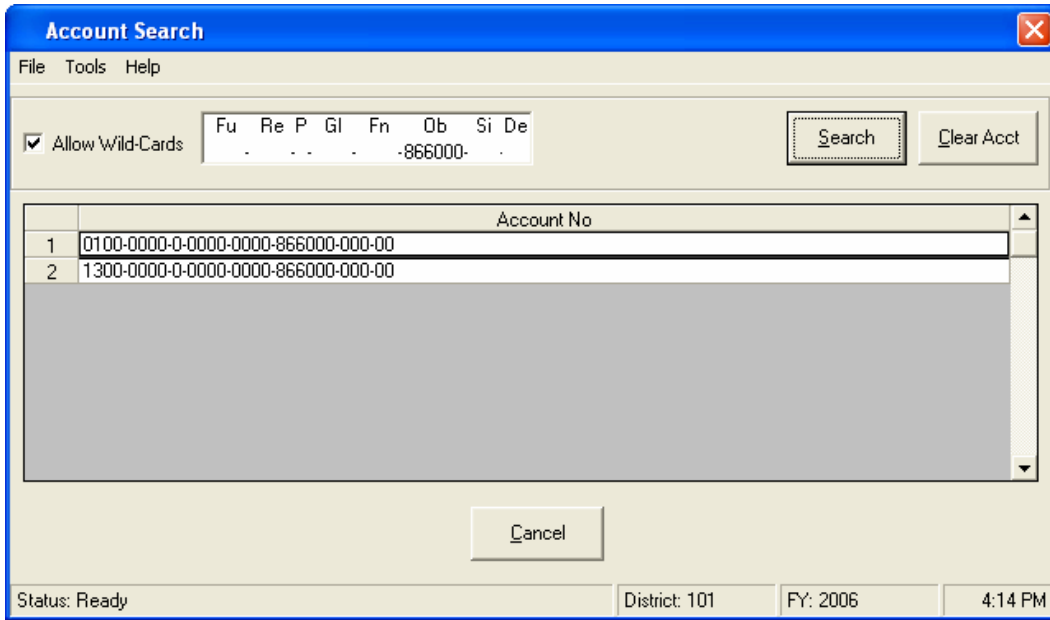 Account Search
File Tools Help
Allow Wild-Cards
Fu Re P Gl Fn Ob Si De
- - - - -866000- -
Search
Clear Acct
Account No
1 0100-0000-0-0000-0000-866000-000-00
2 1300-0000-0-0000-0000-866000-000-00
Cancel
Status: Ready District: 101 FY: 2006 4:14 PM